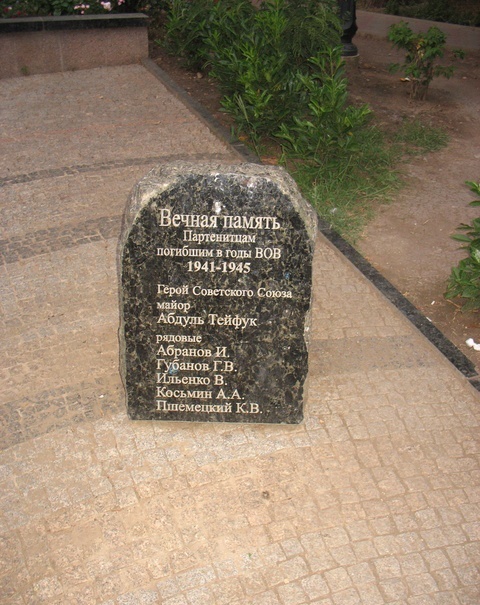 Вечная память
Партенитцам
погибшим в годы ВОВ
1941-1945
Герой Советского Союза
майор
Абдуль Тейфук
рядовые
Абранов И.
Губанов Г.В.
Ильенко В.
Косьмин А.А.
Пшемецкий К.В.